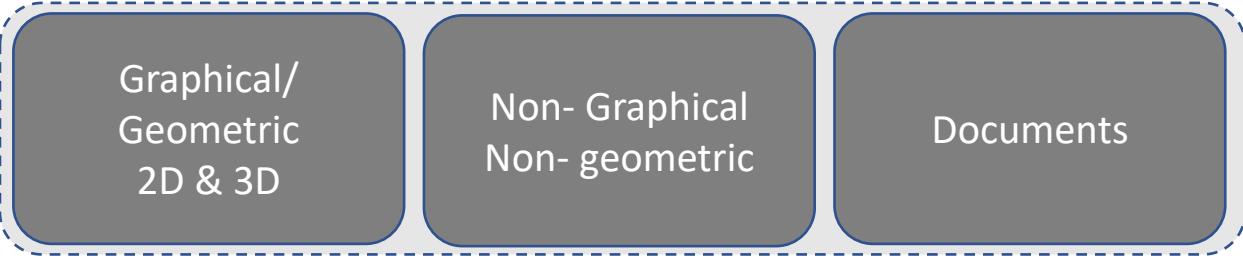 Graphical/
Geometric
2D & 3D
Non- Graphical
Non- geometric
Documents